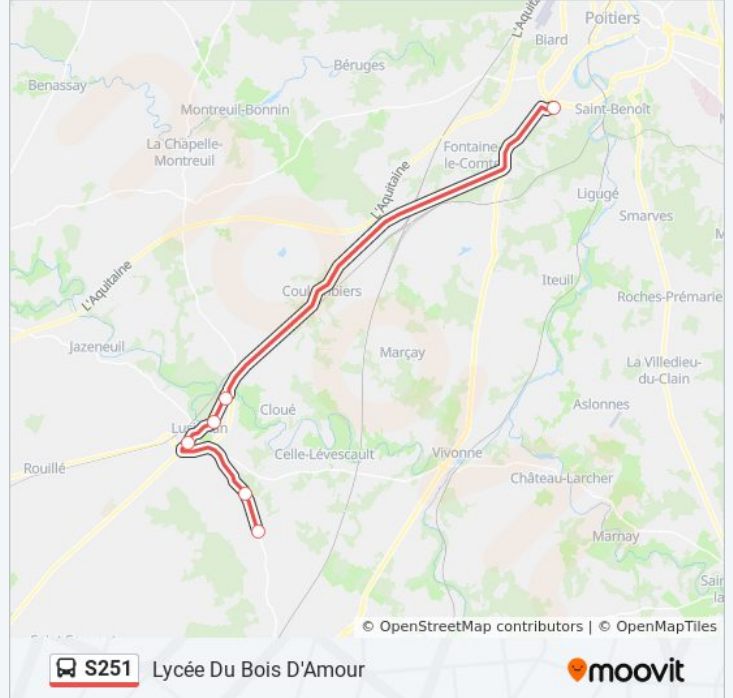 L'Aquitaine
Poitiers
Biard
Béruges
Benassay
Montreuil-Bonnin
Saint-Benoît
La Chapelle-
Montreuil
Fontaine
le-Comte
L'Aquitaine
Ligugé
Smarves
L'Aquitaine
Iteuil
Roches-Prémarie
Jazeneuil
Marçay
La Villedieu-
du-Clain
Cloué
Aslonnes
Celle-Lévescault
Vivonne
Rouillé
Château-Larcher
Marnay
© OpenStreetMap contributors | © OpenMapTiles
S251 Lycée Du Bois D'Amour
moovit